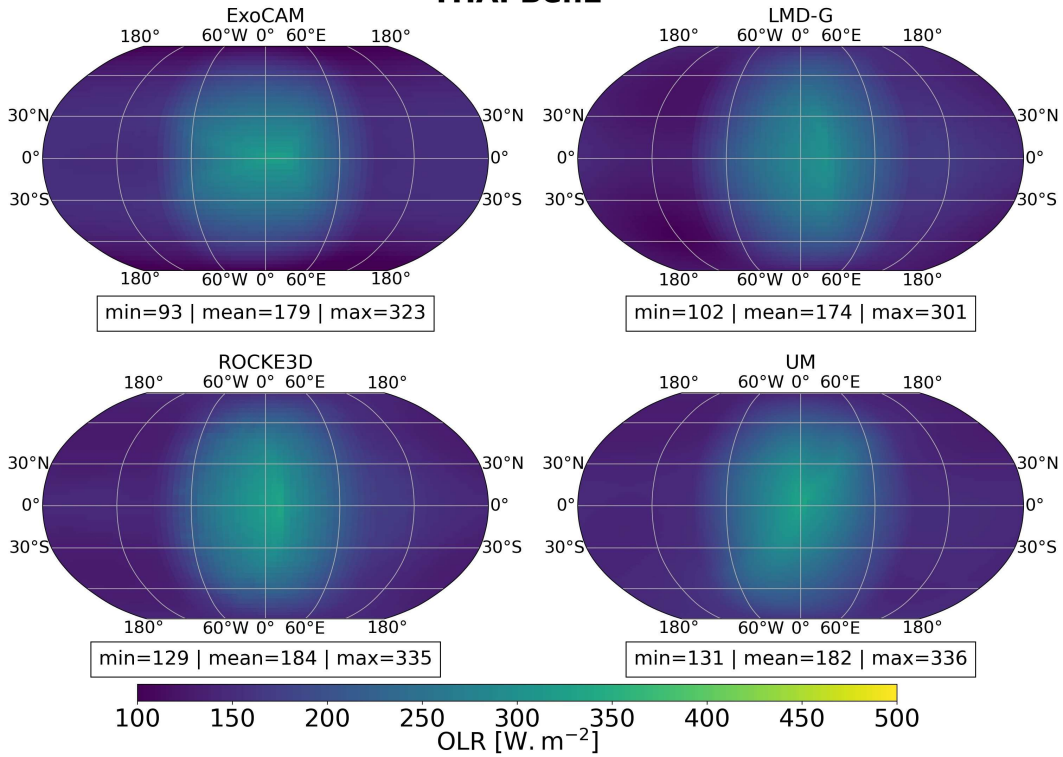 ExoCAM
180° 60°W 0° 60°E 180°
30°N 30°N
0° 0°
30°S 30°S
180° 60°W 0° 60°E 180°
min=93 | mean=179 | max=323
LMD-G
180° 60°W 0° 60°E 180°
30°N 30°N
0° 0°
30°S 30°S
180° 60°W 0° 60°E 180°
min=102 | mean=174 | max=301
ROCKE3D
180° 60°W 0° 60°E 180°
30°N 30°N
0° 0°
30°S 30°S
180° 60°W 0° 60°E 180°
min=129 | mean=184 | max=335
UM
180° 60°W 0° 60°E 180°
30°N 30°N
0° 0°
30°S 30°S
180° 60°W 0° 60°E 180°
min=131 | mean=182 | max=336
100 150 200 250 300 350 400 450 500
OLR [W.m⁻²]